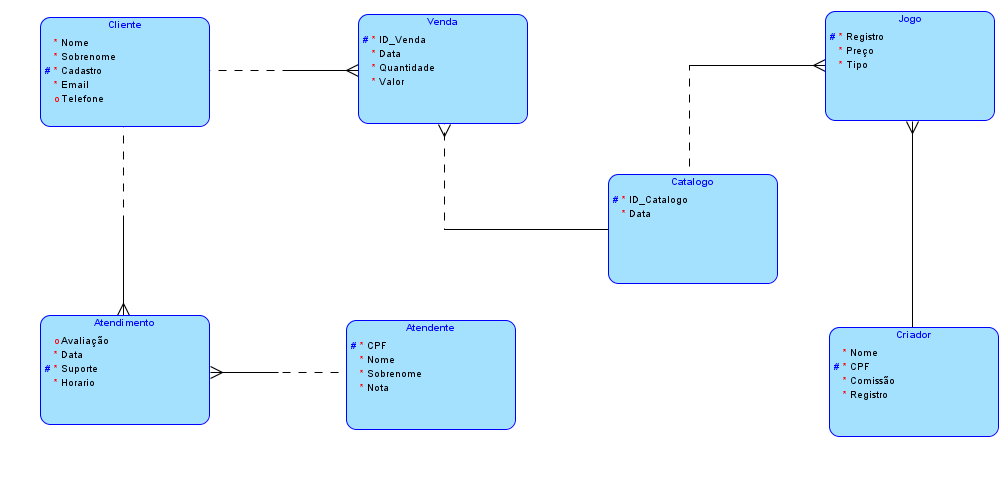 Cliente
* Nome
* Sobrenome
# * Cadastro
* Email
o Telefone
Venda
# * ID_Venda
* Data
* Quantidade
* Valor
Jogo
# * Registro
* Preço
* Tipo
Catalogo
# * ID_Catalogo
* Data
Atendimento
o Avaliação
* Data
# * Suporte
* Horario
Atendente
# * CPF
* Nome
* Sobrenome
* Nota
Criador
* Nome
# * CPF
* Comissão
* Registro